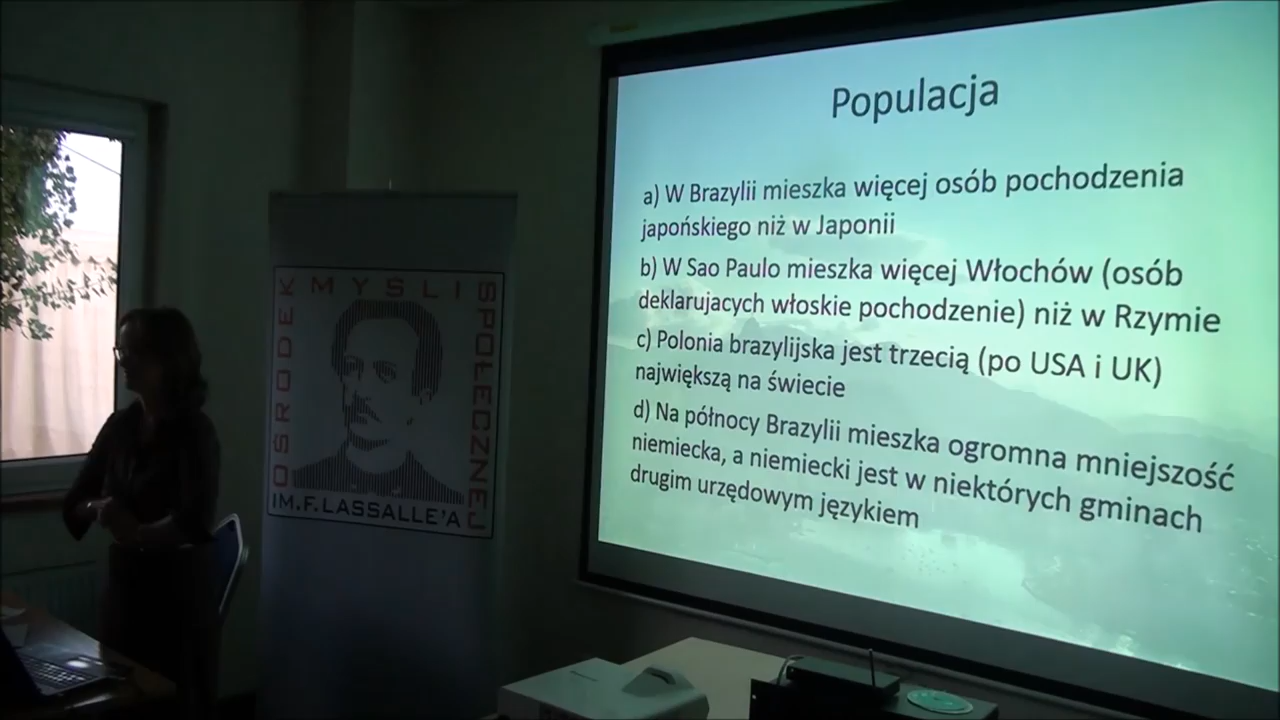 Populacja
a) W Brazylii mieszka więcej osób pochodzenia
japońskiego niż w Japonii
b) W Sao Paulo mieszka więcej Włochów (osób
deklarujacych włoskie pochodzenie) niż w Rzymie
c) Polonia brazylijska jest trzecią (po USA i UK)
największą na świecie
d) Na północy Brazylii mieszka ogromna mniejszość
niemiecka, a niemiecki jest w niektórych gminach
drugim urzędowym językiem
OŚRODEK
MYŚLI
SPOŁECZNEJ
IM.F.LASSALLE'A